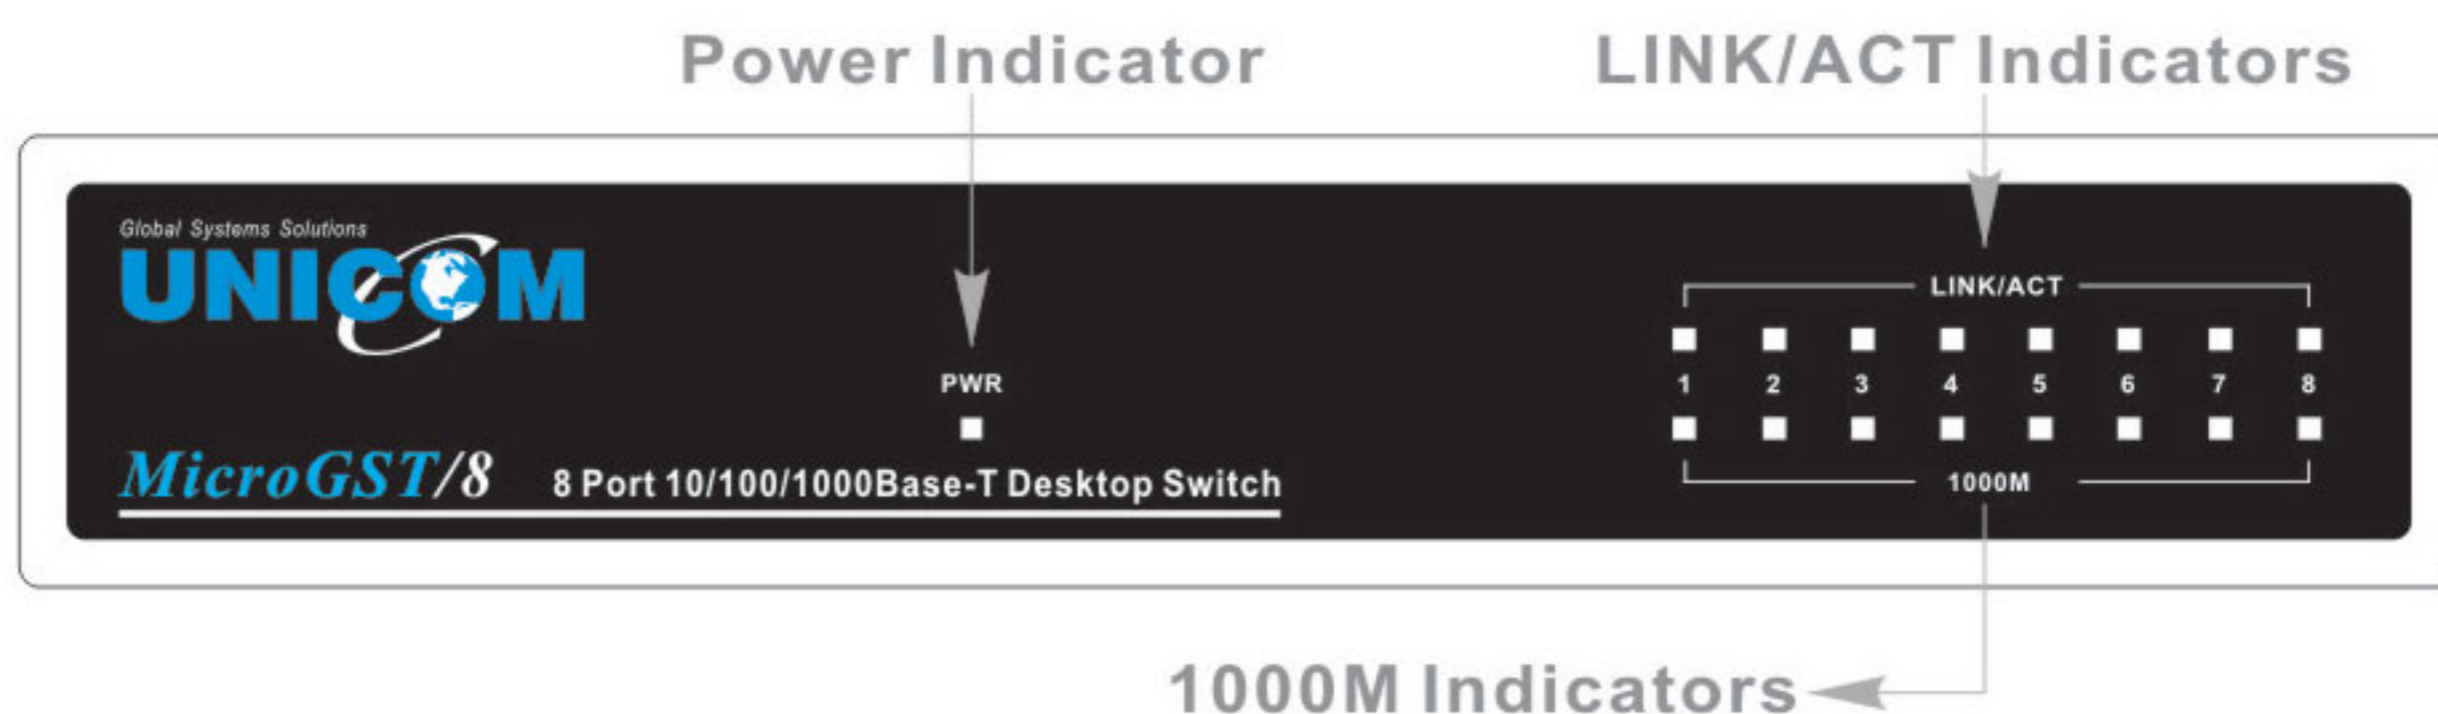 Power Indicator
LINK/ACT Indicators
Global Systems Solutions
UNICOM
LINK/ACT
PWR
1 2 3 4 5 6 7 8
MicroGST/8
8 Port 10/100/1000Base-T Desktop Switch
1000M
1000M Indicators